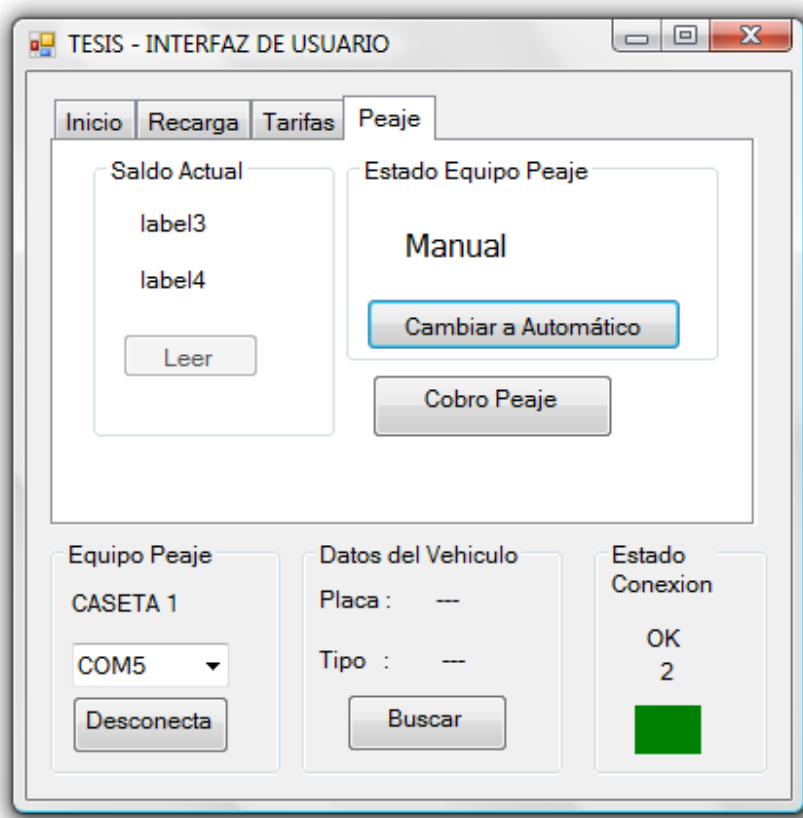 TESIS - INTERFAZ DE USUARIO
Inicio Recarga Tarifas Peaje
Saldo Actual
label3
label4
Leer
Estado Equipo Peaje
Manual
Cambiar a Automático
Cobro Peaje
Equipo Peaje
CASETA 1
COM5
Desconecta
Datos del Vehiculo
Placa : ---
Tipo : ---
Buscar
Estado
Conexion
OK
2